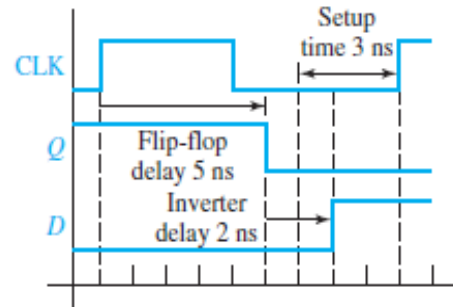 Setup
time 3 ns
CLK
Q
Flip-flop
delay 5 ns
Inverter
delay 2 ns
D